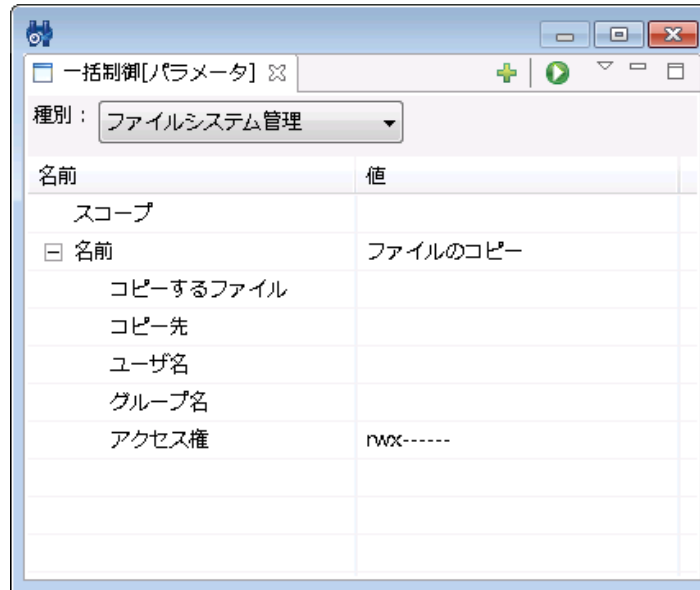 一括制御[パラメータ]
種別： ファイルシステム管理
名前 値
スコープ
名前 ファイルのコピー
コピーするファイル
コピー先
ユーザ名
グループ名
アクセス権 rwx------